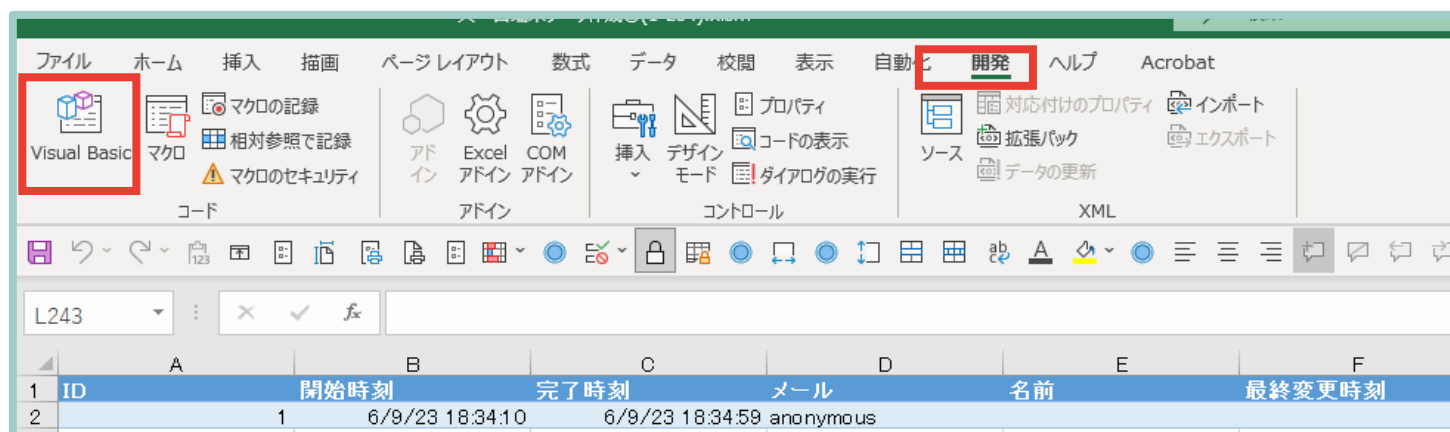 ファイル ホーム 挿入 描画 ページ レイアウト 数式 データ 校閲 表示 自動化 開発 ヘルプ Acrobat
Visual Basic
マクロ
マクロの記録
相対参照で記録
マクロのセキュリティ
コード
アド
イン
Excel
アドイン
COM
アドイン
アドイン
挿入
デザイン
モード
プロパティ
コードの表示
ダイアログの実行
コントロール
ソース
対応付けのプロパティ
拡張パック
データの更新
インポート
エクスポート
XML
L243
fx
A B C D E F
1 ID 開始時刻 完了時刻 メール 名前 最終変更時刻
2 1 6/9/23 18:34:10 6/9/23 18:34:59 anonymous